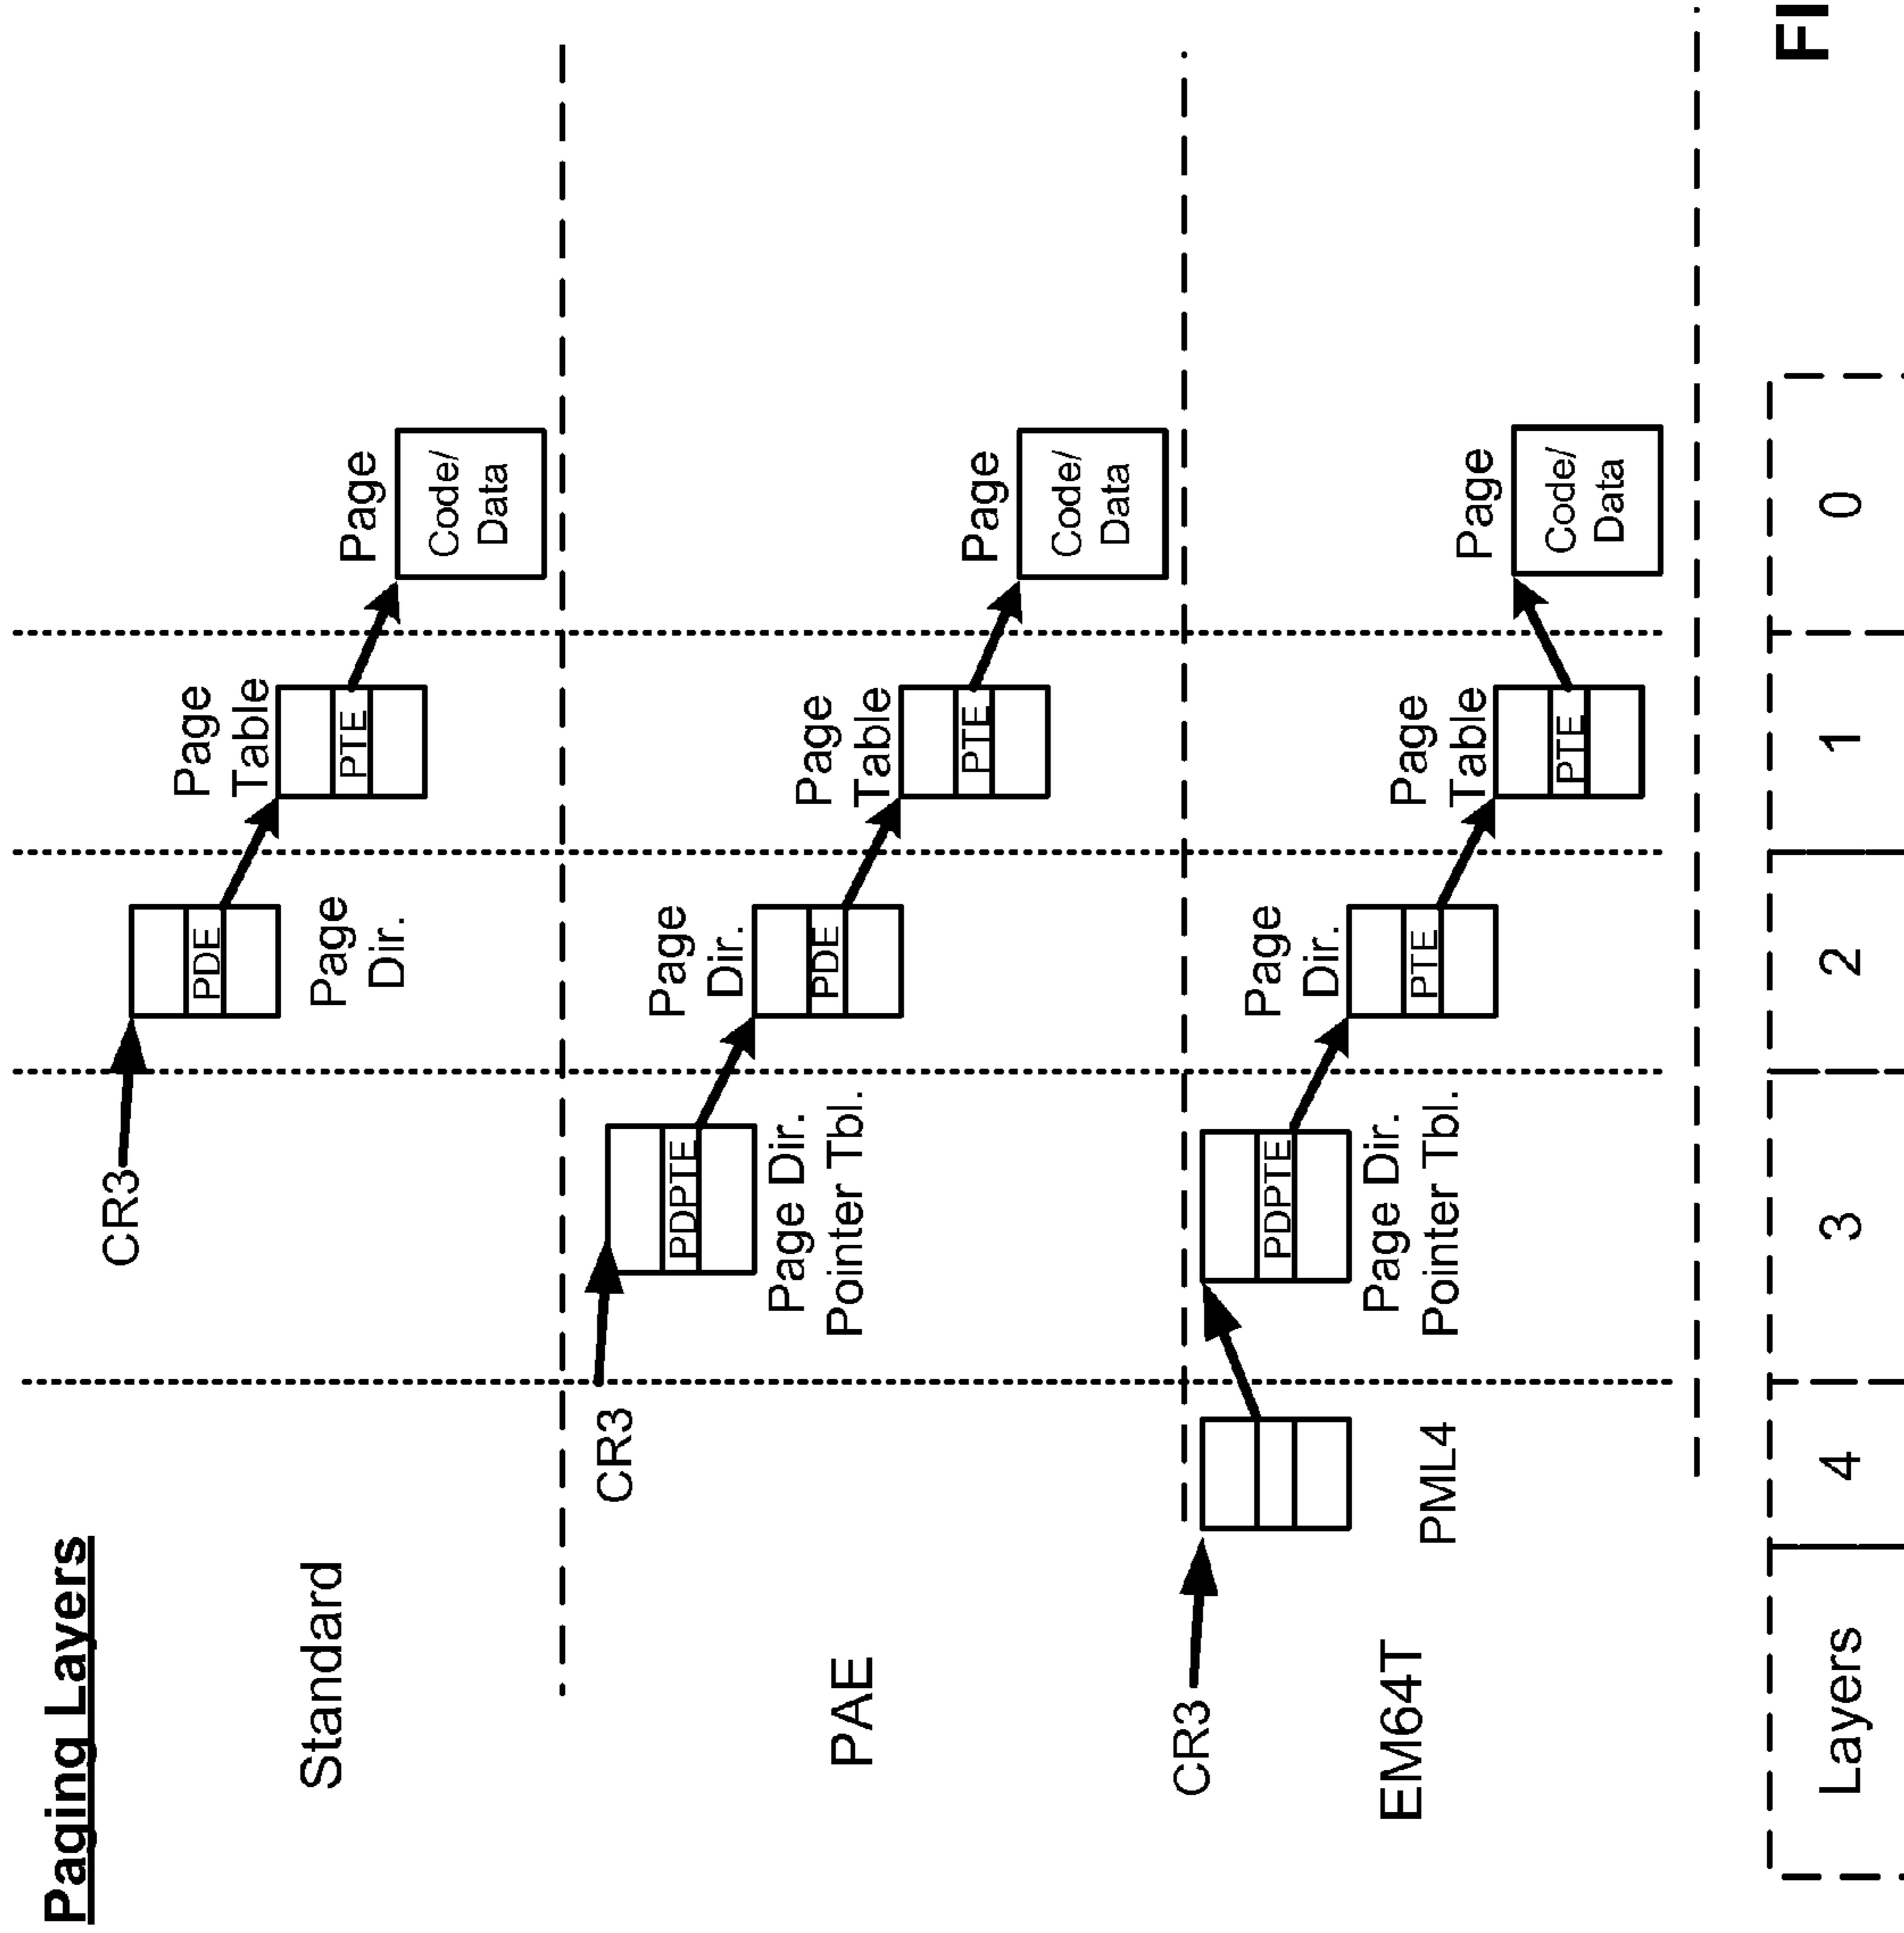 Paging Layers
Standard
CR3
PDE
Page
Dir.
Page
Table
PTE
Page
Code/
Data
PAE
CR3
PDPTE
Page Dir.
Pointer Tbl.
Page
Dir.
PDE
Page
Table
PTE
Page
Code/
Data
EM64T
CR3
PML4
PDPTE
Page Dir.
Pointer Tbl.
Page
Dir.
PTE
Page
Table
PTE
Page
Code/
Data
Layers 4 3 2 1 0